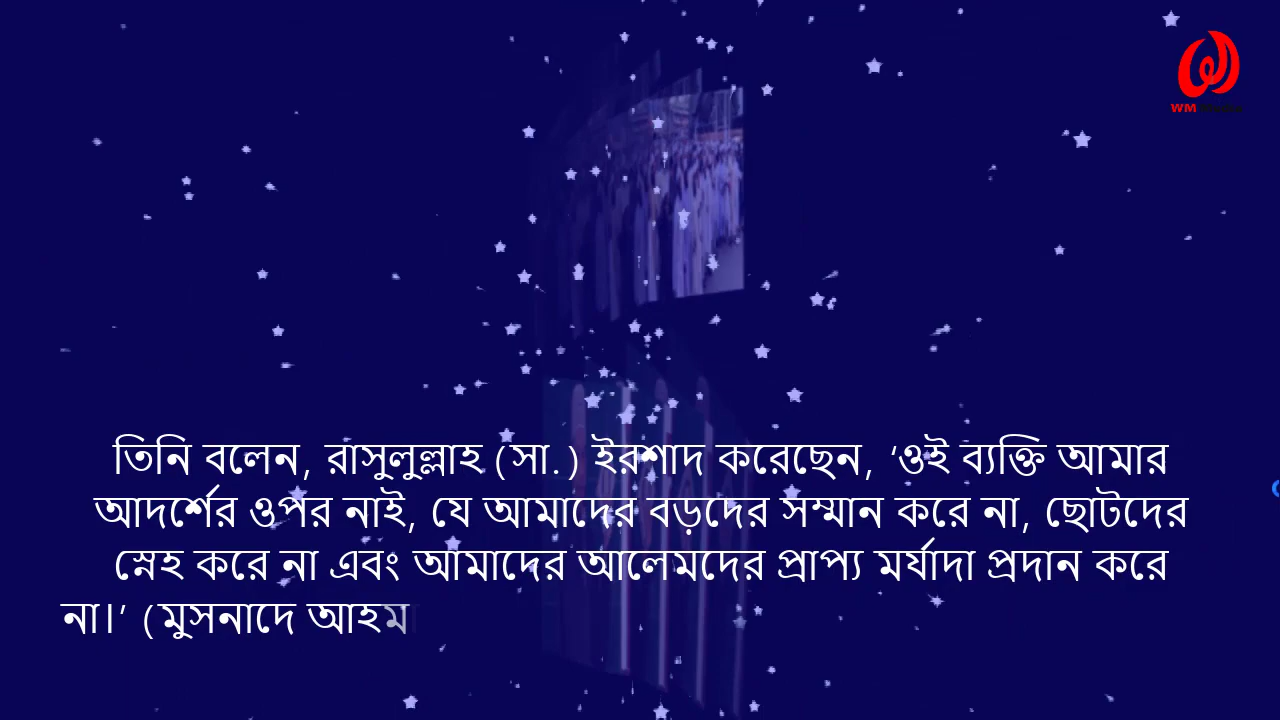 WM
তিনি বলেন, রাসুলুল্লাহ (সা.) ইরশাদ করেছেন, ‘ওই ব্যক্তি আমার
আদর্শের ওপর নাই, যে আমাদের বড়দের সম্মান করে না, ছোটদের
স্নেহ করে না এবং আমাদের আলেমদের প্রাপ্য মর্যাদা প্রদান করে
না।’ (মুসনাদে আহম